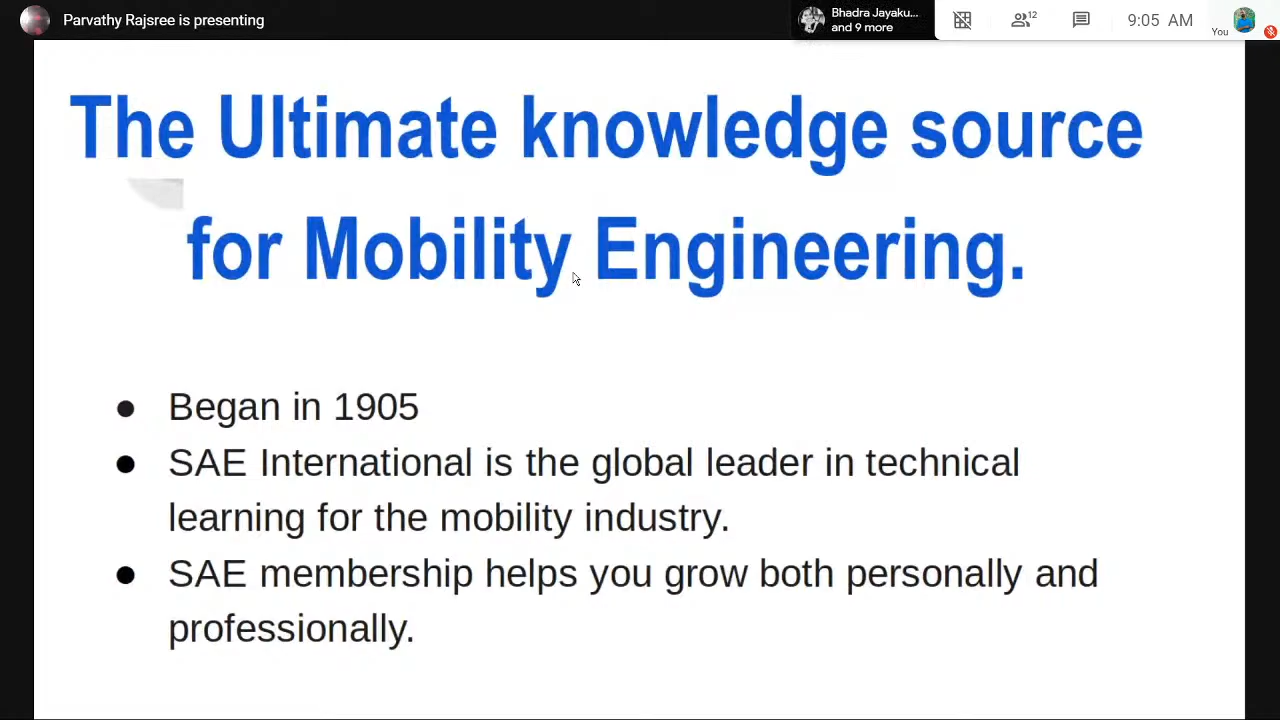 Parvathy Rajsree is presenting
Bhadra Jayaku...
and 9 more
12
9:05 AM
You
The Ultimate knowledge source
for Mobility Engineering.
● Began in 1905
● SAE International is the global leader in technical
learning for the mobility industry.
● SAE membership helps you grow both personally and
professionally.